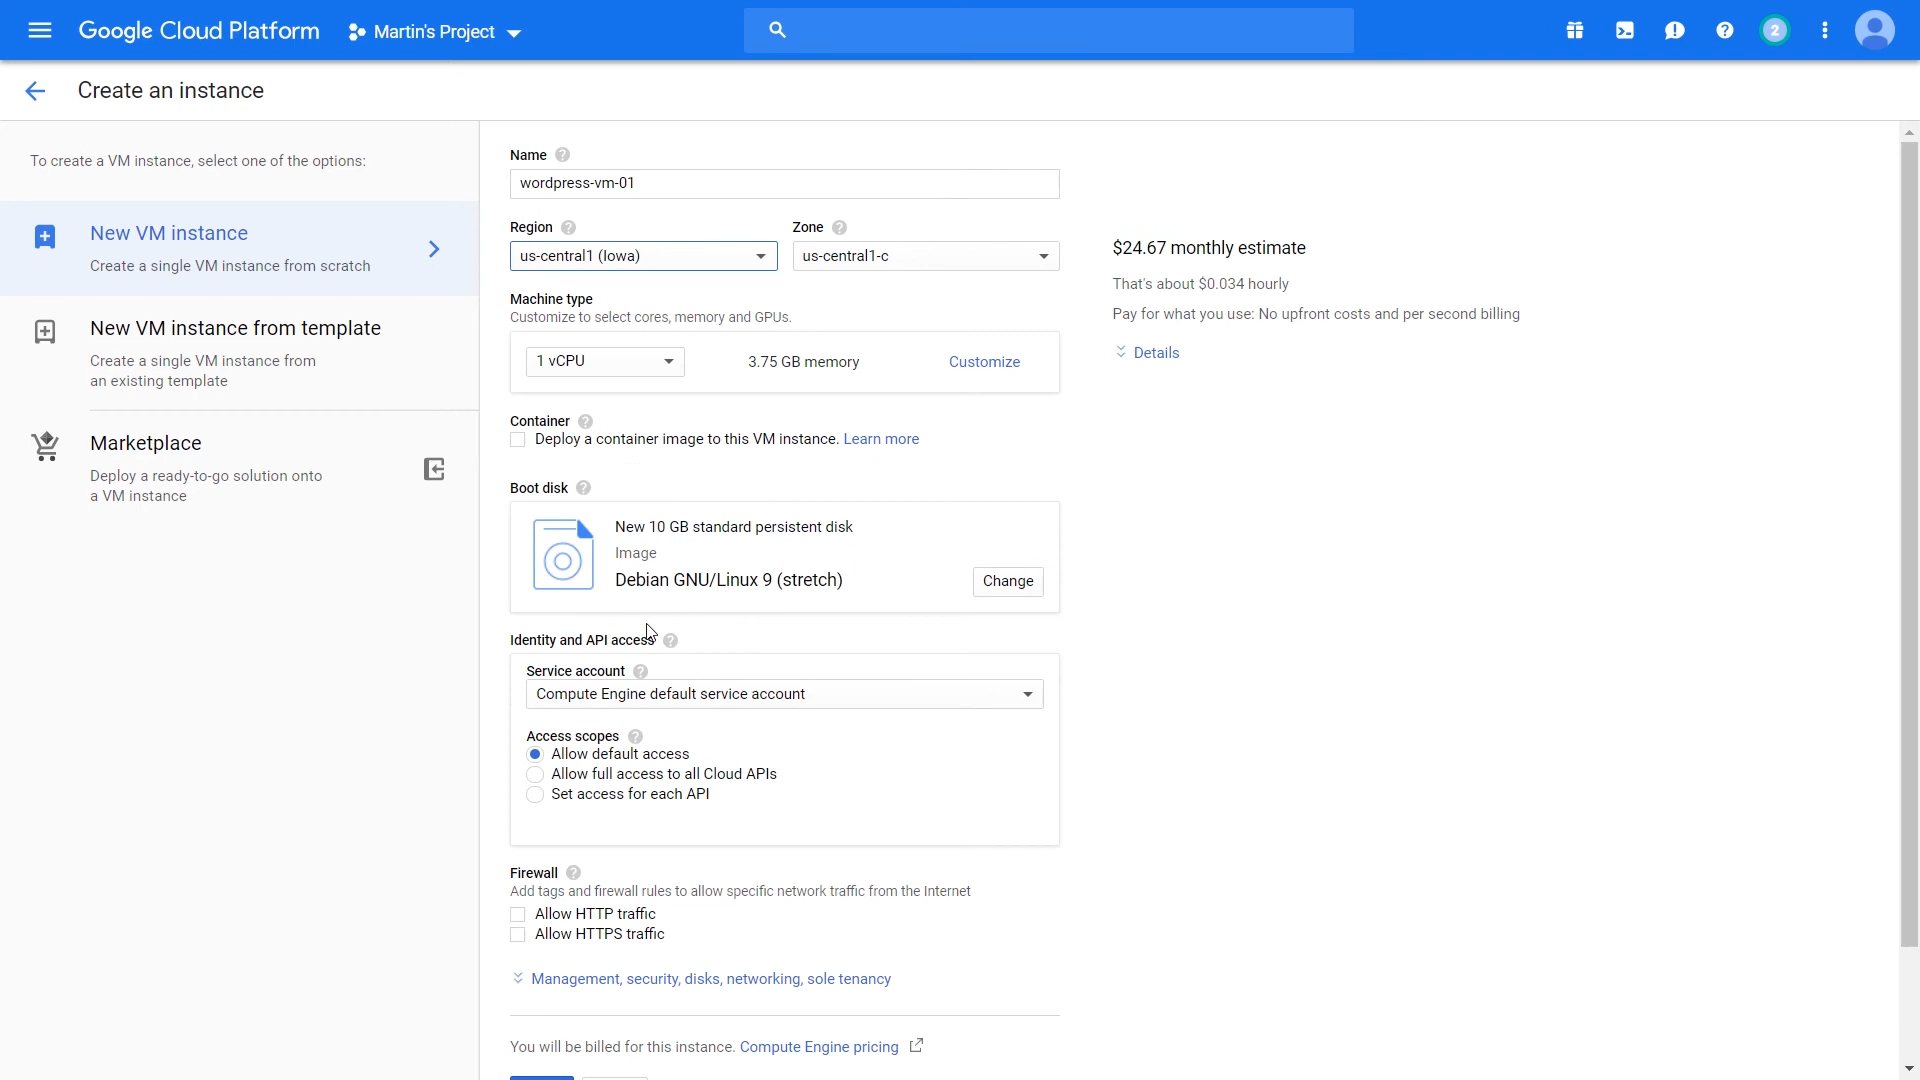 Google Cloud Platform
Martin's Project
2
Create an instance
To create a VM instance, select one of the options:
New VM instance
Create a single VM instance from scratch
New VM instance from template
Create a single VM instance from
an existing template
Marketplace
Deploy a ready-to-go solution onto
a VM instance
Name
wordpress-vm-01
Region
Zone
us-central1 (Iowa)
us-central1-c
Machine type
Customize to select cores, memory and GPUs.
1 vCPU
3.75 GB memory
Customize
Container
Deploy a container image to this VM instance. Learn more
Boot disk
New 10 GB standard persistent disk
Image
Debian GNU/Linux 9 (stretch)
Change
Identity and API access
Service account
Compute Engine default service account
Access scopes
Allow default access
Allow full access to all Cloud APIs
Set access for each API
Firewall
Add tags and firewall rules to allow specific network traffic from the Internet
Allow HTTP traffic
Allow HTTPS traffic
Management, security, disks, networking, sole tenancy
You will be billed for this instance. Compute Engine pricing
$24.67 monthly estimate
That's about $0.034 hourly
Pay for what you use: No upfront costs and per second billing
Details